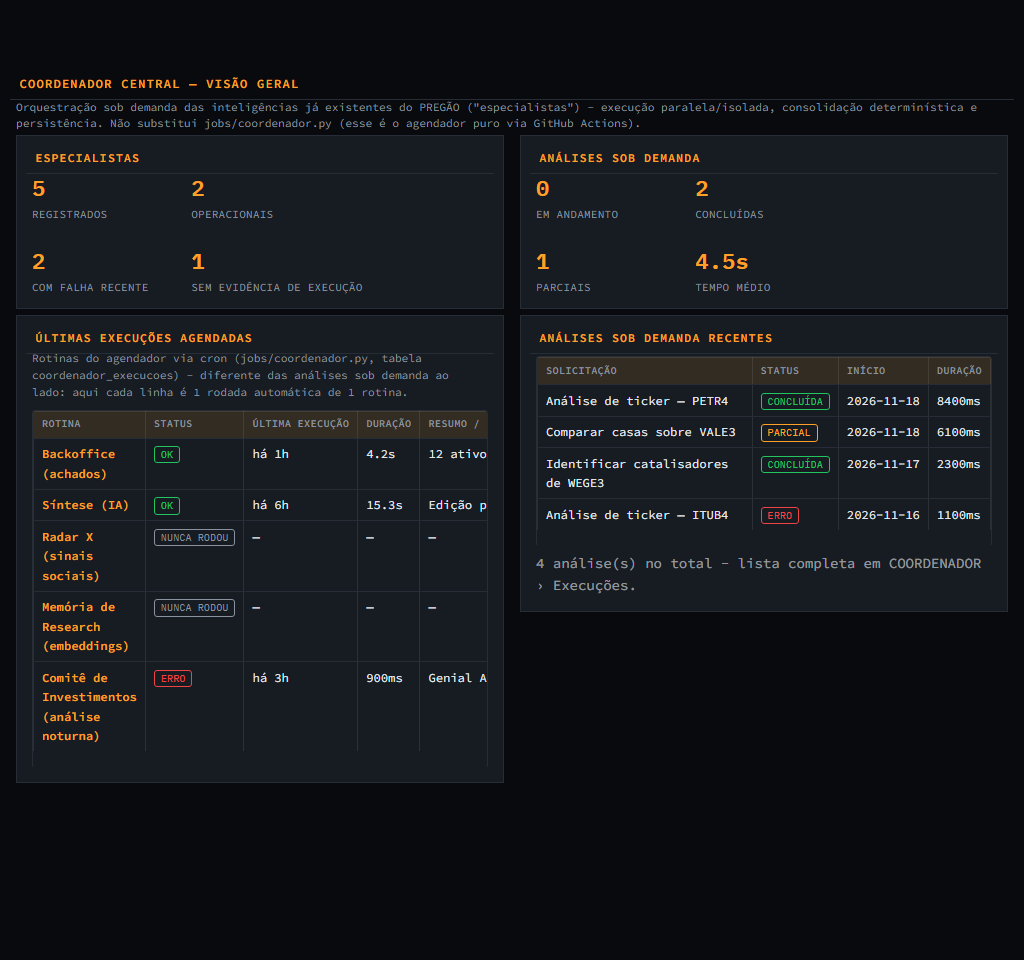 COORDENADOR CENTRAL — VISÃO GERAL
Orquestração sob demanda das inteligências já existentes do PREGÃO ("especialistas") - execução paralela/isolada, consolidação determinística e
persistência. Não substitui jobs/coordenador.py (esse é o agendador puro via GitHub Actions).
ESPECIALISTAS
5 2
REGISTRADOS OPERACIONAIS
2 1
COM FALHA RECENTE SEM EVIDÊNCIA DE EXECUÇÃO
ANÁLISES SOB DEMANDA
0 2
EM ANDAMENTO CONCLUÍDAS
1 4.5s
PARCIAIS TEMPO MÉDIO
ÚLTIMAS EXECUÇÕES AGENDADAS
Rotinas do agendador via cron (jobs/coordenador.py, tabela
coordenador_execucoes) - diferente das análises sob demanda ao
lado: aqui cada linha é 1 rodada automática de 1 rotina.
ROTINA STATUS ÚLTIMA EXECUÇÃO DURAÇÃO RESUMO /
Backoffice OK há 1h 4.2s 12 ativo
(achados)
Síntese (IA) OK há 6h 15.3s Edição p
Radar X NUNCA RODOU — — —
(sinais
sociais)
Memória de NUNCA RODOU — — —
Research
(embeddings)
Comitê de ERRO há 3h 900ms Genial A
Investimentos
(análise
noturna)
ANÁLISES SOB DEMANDA RECENTES
SOLICITAÇÃO STATUS INÍCIO DURAÇÃO
Análise de ticker — PETR4 CONCLUÍDA 2026-11-18 8400ms
Comparar casas sobre VALE3 PARCIAL 2026-11-18 6100ms
Identificar catalisadores CONCLUÍDA 2026-11-17 2300ms
de WEGE3
Análise de ticker — ITUB4 ERRO 2026-11-16 1100ms
4 análise(s) no total - lista completa em COORDENADOR
› Execuções.